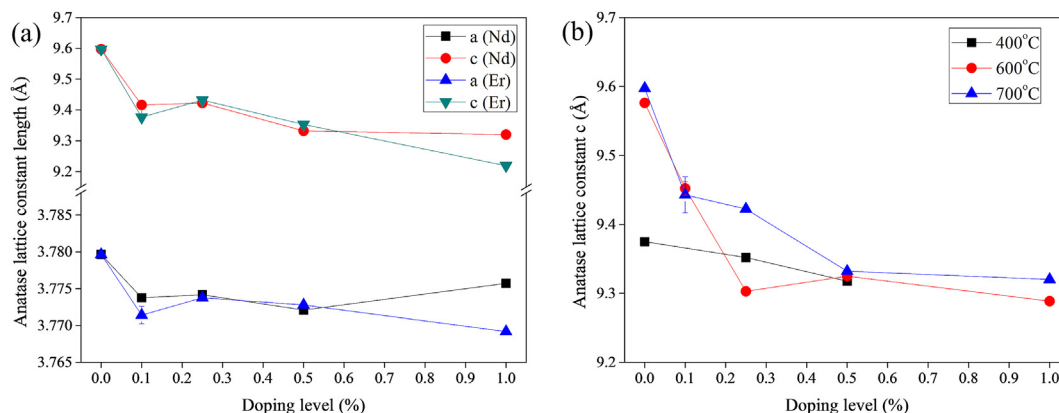 (a)
Anatase lattice constant length (Å)
9.7
9.6
9.5
9.4
9.3
9.2
3.785
3.780
3.775
3.770
3.765
a (Nd)
c (Nd)
a (Er)
c (Er)
0.0 0.1 0.2 0.3 0.4 0.5 0.6 0.7 0.8 0.9 1.0
Doping level (%)
(b)
Anatase lattice constant c (Å)
9.7
9.6
9.5
9.4
9.3
9.2
400°C
600°C
700°C
0.0 0.1 0.2 0.3 0.4 0.5 0.6 0.7 0.8 0.9 1.0
Doping level (%)